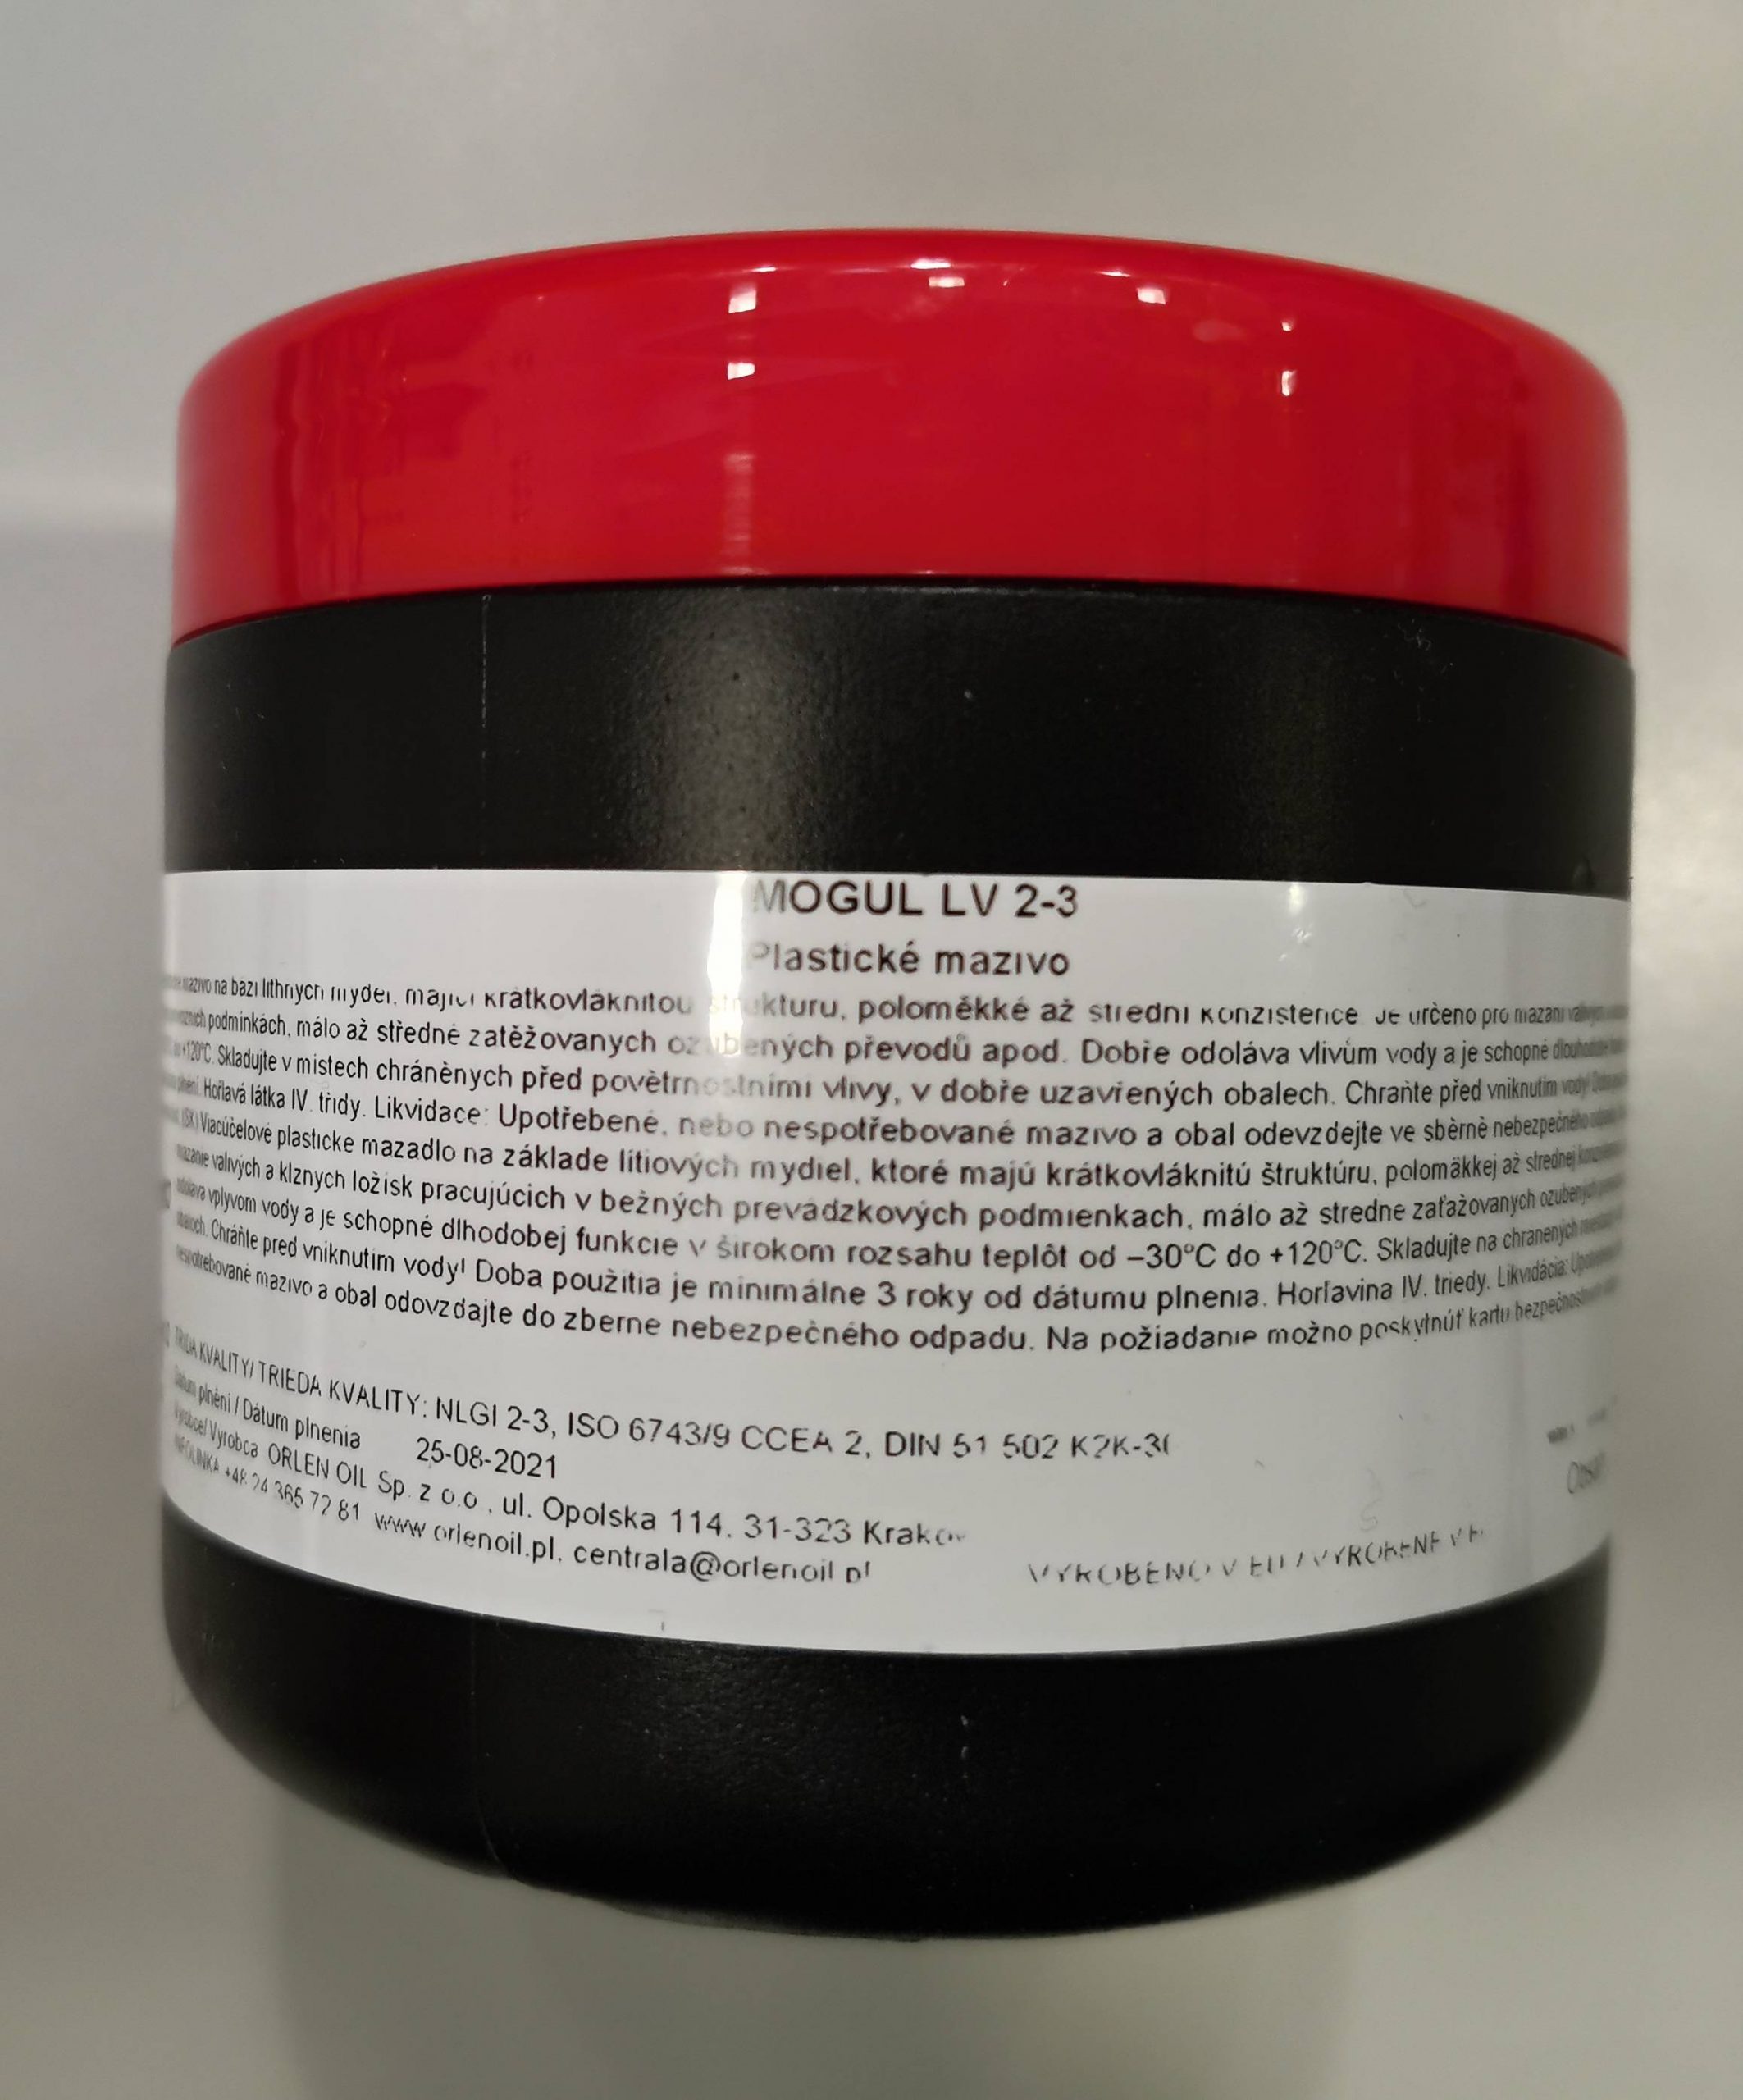 MOGUL LV 2-3
Plastické mazivo
mazivo na bázi lithných mýdel, mající krátkovláknitou strukturu, poloměkké až střední konzistence. Je určeno pro mazání
podmínkách, málo až středně zatěžovaných ozubených převodů apod. Dobře odolává vlivům vody a je schopné dlouhodobé
+120°C. Skladujte v místech chráněných před povětrnostními vlivy, v dobře uzavřených obalech. Chraňte před vniknutím vody!
plnění. Hořlavá látka IV. třídy. Likvidace: Upotřebené, nebo nespotřebované mazivo a obal odevzdejte ve sběrně nebezpečného
(SK) Viacúčelové plastické mazadlo na základe lítiových mydiel, ktoré majú krátkovláknitú štruktúru, polomäkkej až strednej
mazanie valivých a klzných ložísk pracujúcich v bežných prevádzkových podmienkach, málo až stredne zaťažovaných ozubených
odoláva vplyvom vody a je schopné dlhodobej funkcie v širokom rozsahu teplôt od –30°C do +120°C. Skladujte na chránených
obaloch. Chráňte pred vniknutím vody! Doba použitia je minimálne 3 roky od dátumu plnenia. Horľavina IV. triedy. Likvidácia:
nespotrebované mazivo a obal odovzdajte do zberne nebezpečného odpadu. Na požiadanie možno poskytnúť kartu
TŘÍDA KVALITY/ TRIEDA KVALITY: NLGI 2-3, ISO 6743/9 CCEA 2, DIN 51 502 K2K-30
Datum plnění / Dátum plnenia 25-08-2021
Výrobce/ Výrobca ORLEN OIL Sp. z o.o., ul. Opolska 114, 31-323 Krakow
INFOLINKA +48 24 365 72 81 www.orlenoil.pl, centrala@orlenoil.pl
VYROBENO V EU / VYROBENÉ V